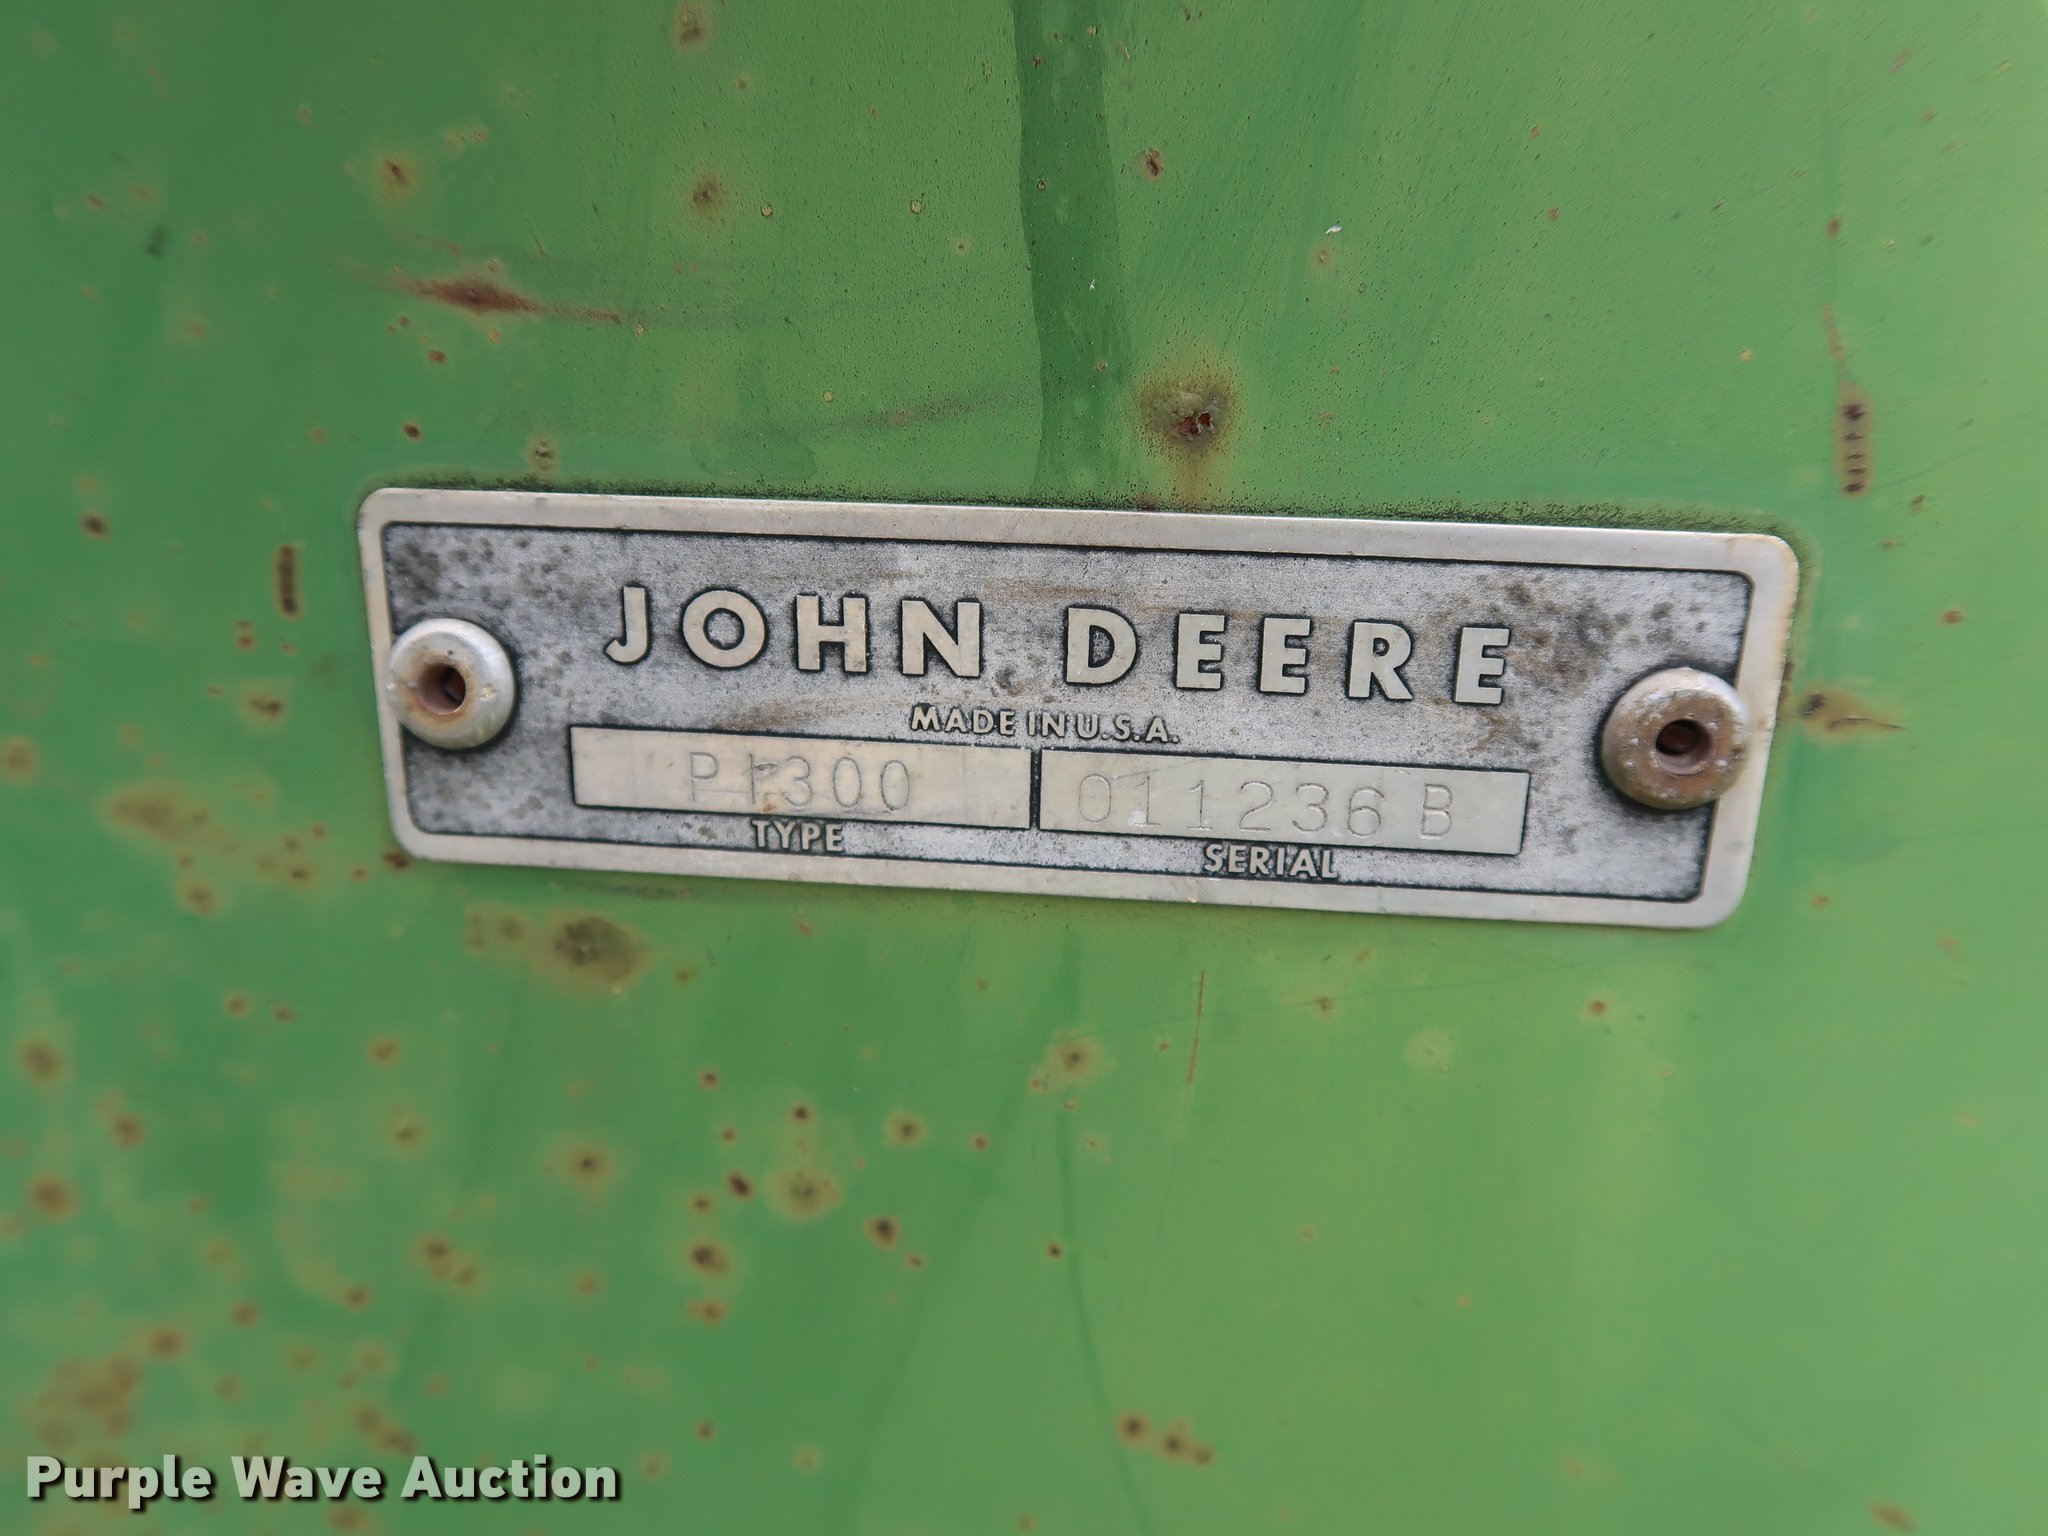 JOHN DEERE
MADE IN U.S.A.
P1300 011236 B
TYPE SERIAL
Purple Wave Auction